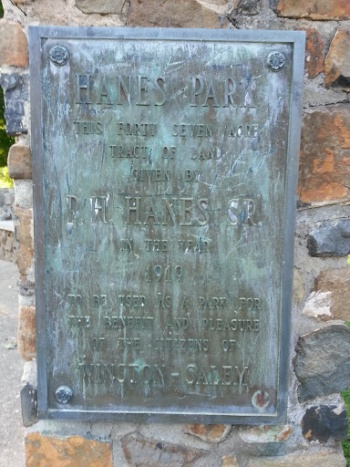 HANES PARK
THIS FORTY SEVEN ACRE
TRACT OF LAND
GIVEN BY
P. H. HANES SR.
IN THE YEAR
1919
TO BE USED AS A PARK FOR
THE BENEFIT AND PLEASURE
OF THE CITIZENS OF
WINSTON-SALEM